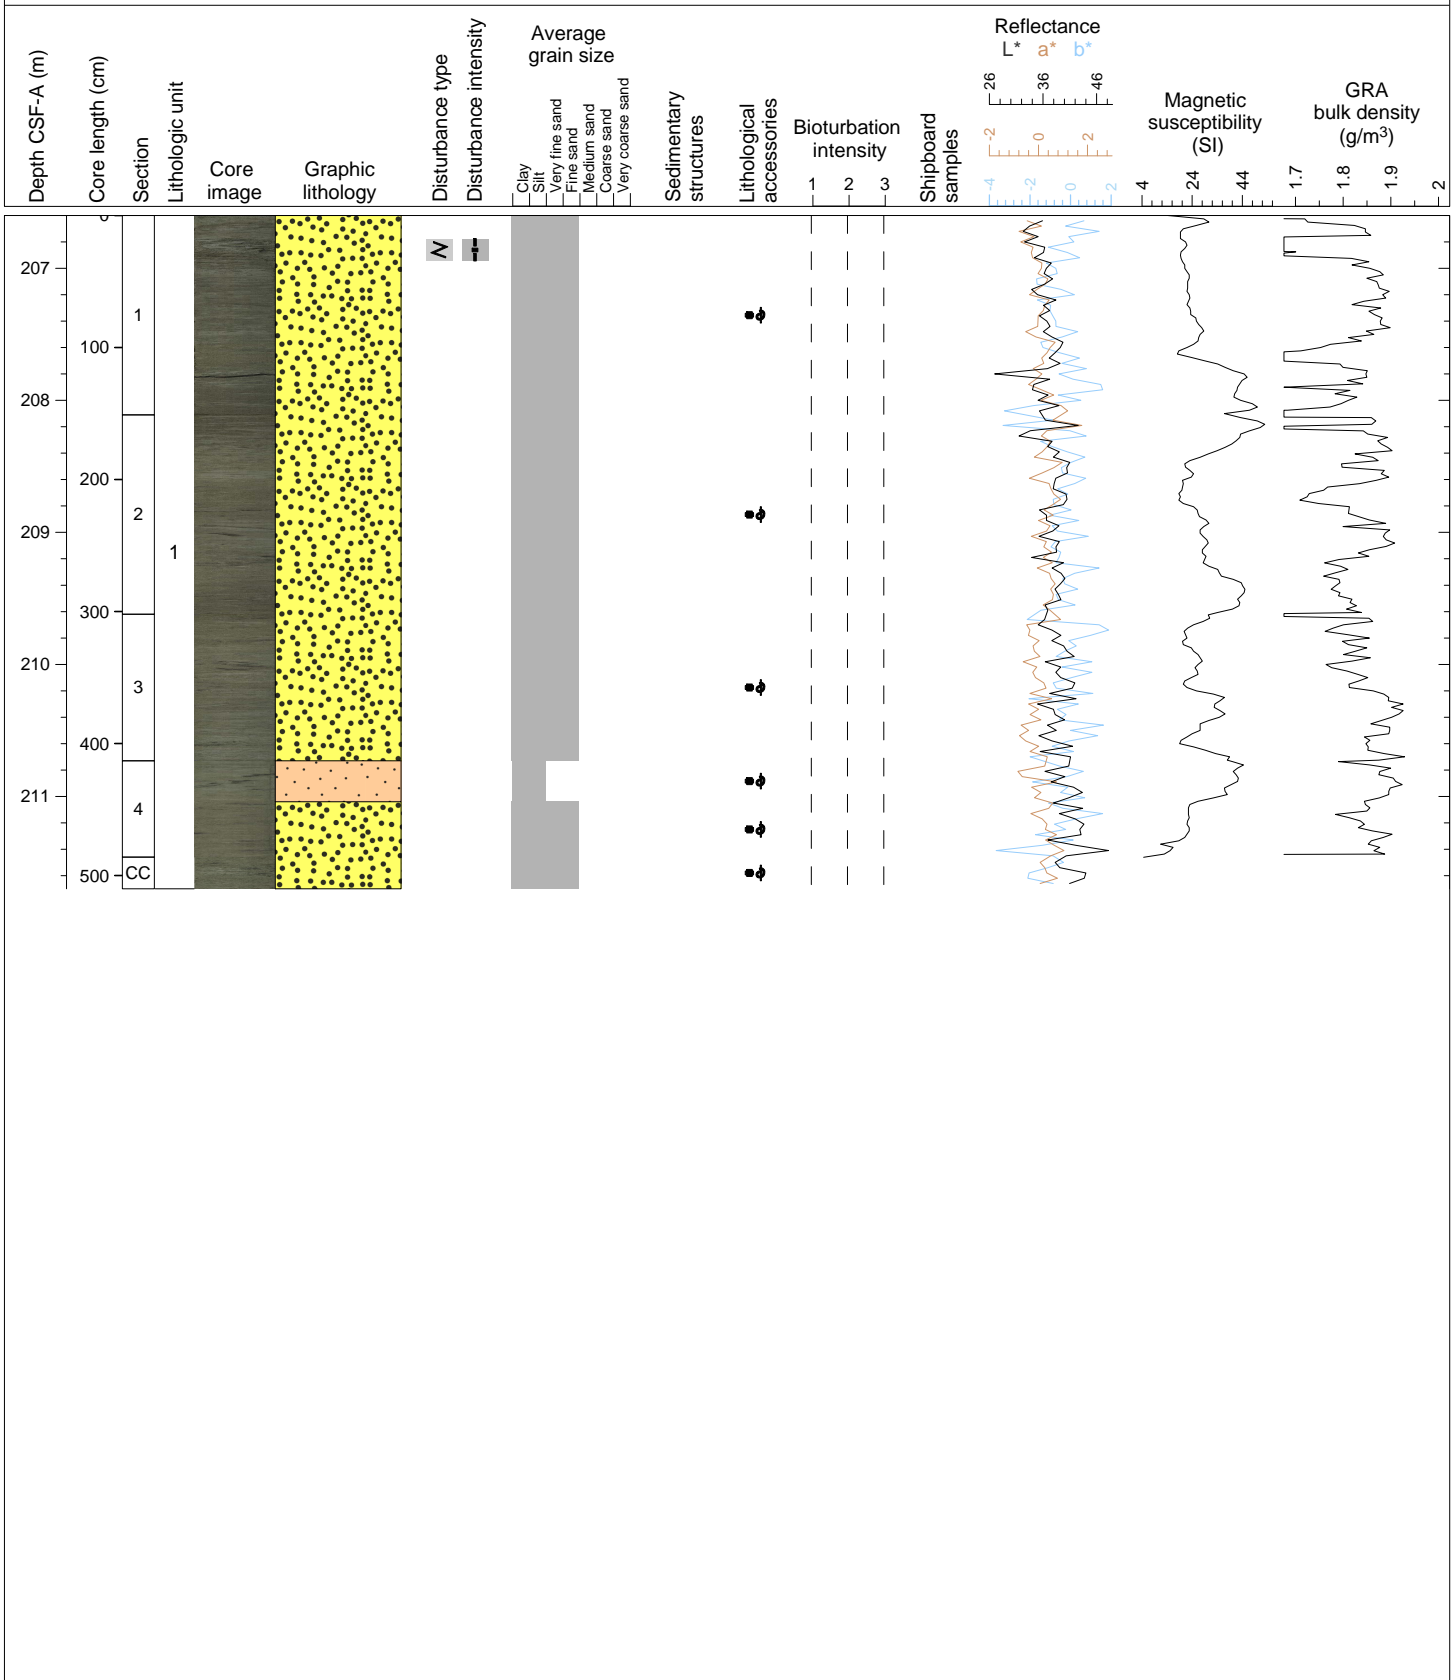 Depth CSF-A (m)
Core length (cm)
Section
Lithologic unit
Core
image
Graphic
lithology
Disturbance type
Disturbance intensity
Average
grain size
Clay
Silt
Very fine sand
Fine sand
Medium sand
Coarse sand
Very coarse sand
Sedimentary
structures
Lithological
accessories
Bioturbation
intensity
1 2 3
Shipboard
samples
Reflectance
L* a* b*
26 36 46
-2 0 2
-4 -2 0 2
Magnetic
susceptibility
(SI)
4 24 44
GRA
bulk density
(g/m3)
1.7 1.8 1.9 2
0
207
1
100
208
200
2
209
1
300
210
3
400
211
4
CC
500